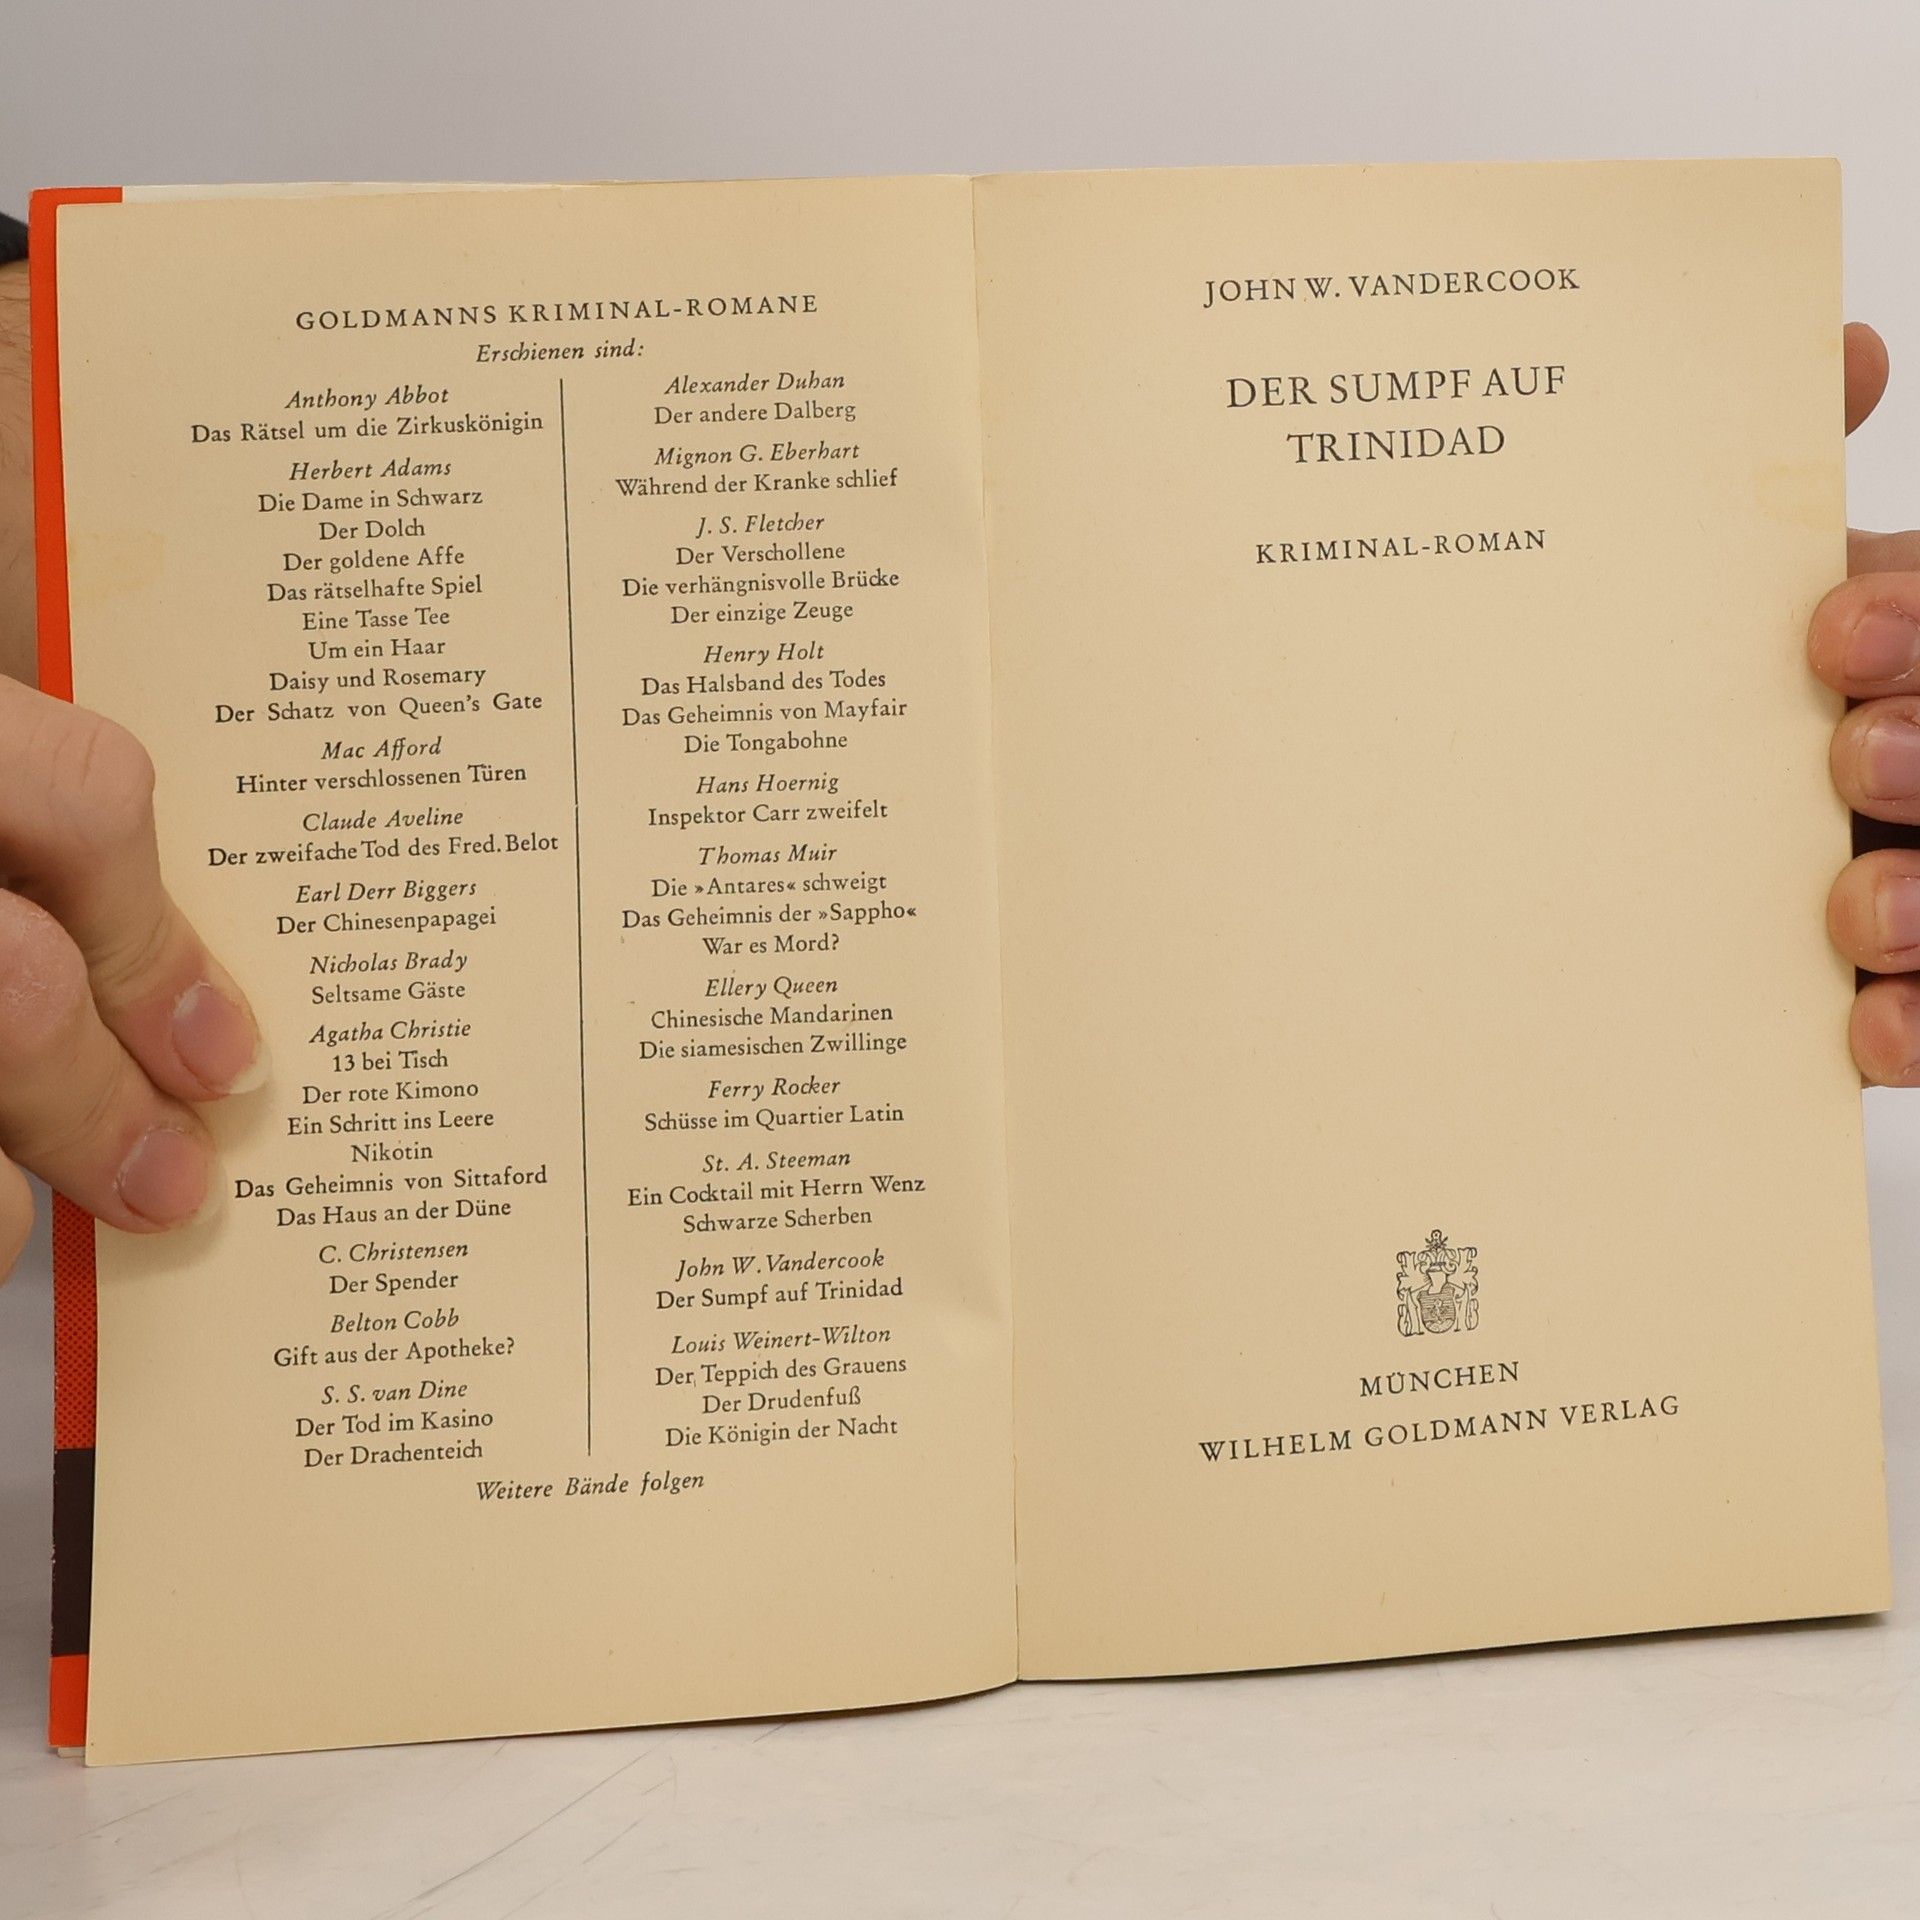 GOLDMANNS KRIMINAL-ROMANE
Erschienen sind:
Anthony Abbot
Das Rätsel um die Zirkuskönigin
Herbert Adams
Die Dame in Schwarz
Der Dolch
Der goldene Affe
Das rätselhafte Spiel
Eine Tasse Tee
Um ein Haar
Daisy und Rosemary
Der Schatz von Queen's Gate
Mac Afford
Hinter verschlossenen Türen
Claude Aveline
Der zweifache Tod des Fred. Belot
Earl Derr Biggers
Der Chinesenpapagei
Nicholas Brady
Seltsame Gäste
Agatha Christie
13 bei Tisch
Der rote Kimono
Ein Schritt ins Leere
Nikotin
Das Geheimnis von Sittaford
Das Haus an der Düne
C. Christensen
Der Spender
Belton Cobb
Gift aus der Apotheke?
S. S. van Dine
Der Tod im Kasino
Der Drachenteich
Alexander Duhan
Der andere Dalberg
Mignon G. Eberhart
Während der Kranke schlief
J. S. Fletcher
Der Verschollene
Die verhängnisvolle Brücke
Der einzige Zeuge
Henry Holt
Das Halsband des Todes
Das Geheimnis von Mayfair
Die Tongabohne
Hans Hoernig
Inspektor Carr zweifelt
Thomas Muir
Die »Antares« schweigt
Das Geheimnis der »Sappho«
War es Mord?
Ellery Queen
Chinesische Mandarinen
Die siamesischen Zwillinge
Ferry Rocker
Schüsse im Quartier Latin
St. A. Steeman
Ein Cocktail mit Herrn Wenz
Schwarze Scherben
John W. Vandercook
Der Sumpf auf Trinidad
Louis Weinert-Wilton
Der Teppich des Grauens
Der Drudenfuß
Die Königin der Nacht
Weitere Bände folgen
JOHN W. VANDERCOOK
DER SUMPF AUF
TRINIDAD
KRIMINAL-ROMAN
MÜNCHEN
WILHELM GOLDMANN VERLAG